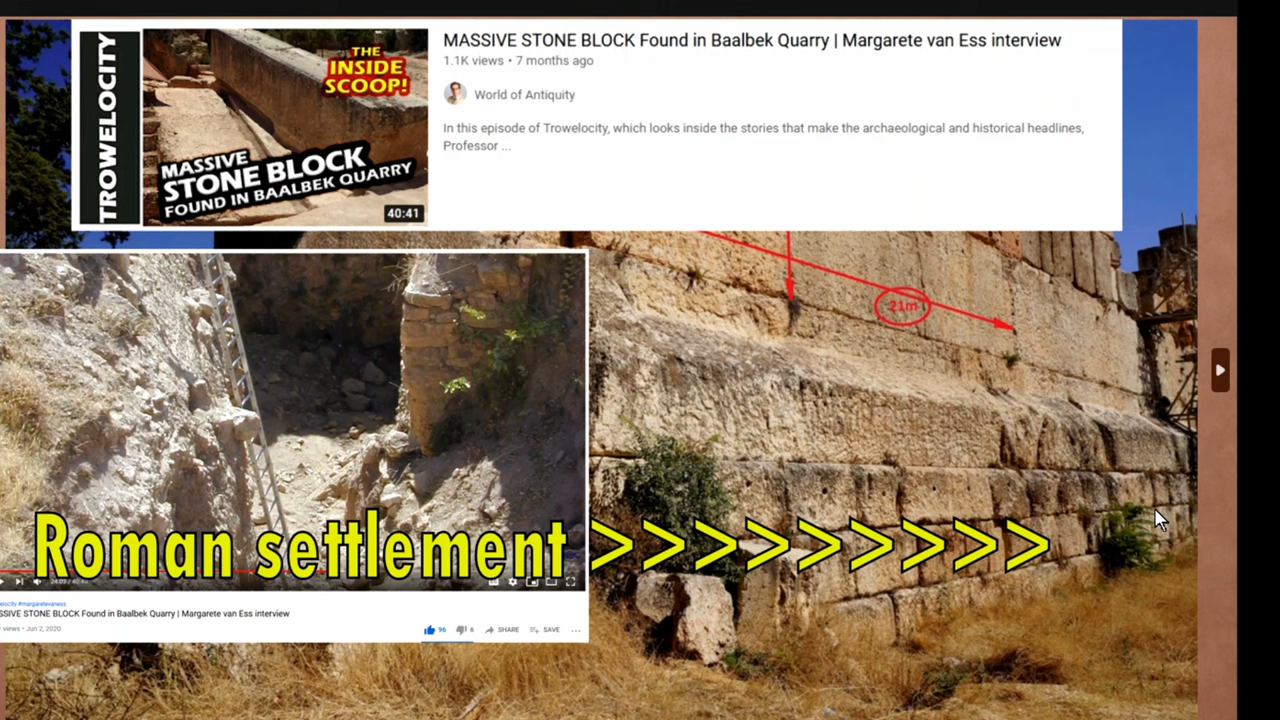 TROWELOCITY
THE
INSIDE
SCOOP!
MASSIVE
STONE BLOCK
FOUND IN BAALBEK QUARRY
40:41
MASSIVE STONE BLOCK Found in Baalbek Quarry | Margarete van Ess interview
1.1K views • 7 months ago
World of Antiquity
In this episode of Trowelocity, which looks inside the stories that make the archaeological and historical headlines,
Professor ...
21m
Roman settlement >>>>>>>>>
elocity #margaretevaness
SSIVE STONE BLOCK Found in Baalbek Quarry | Margarete van Ess interview
views • Jun 2, 2020
96
6
SHARE
SAVE